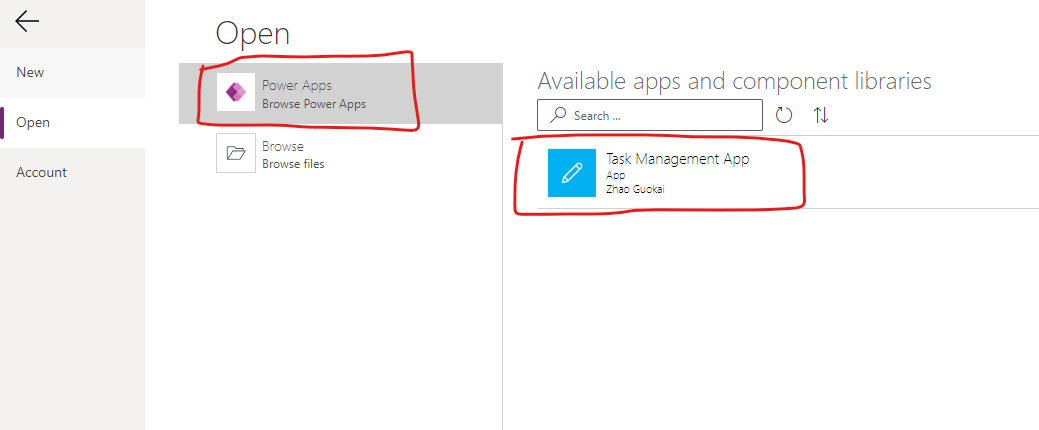 Open
New
Open
Account
Power Apps
Browse Power Apps
Browse
Browse files
Available apps and component libraries
Search ...
Task Management App
App
Zhao Guokai